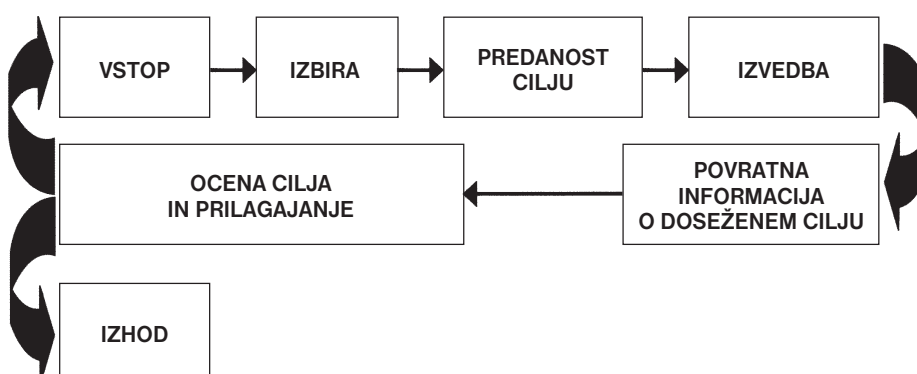 VSTOP
IZBIRA
PREDANOST
CILJU
IZVEDBA
POVRATNA
INFORMACIJA
O DOSEŽENEM CILJU
OCENA CILJA
IN PRILAGAJANJE
IZHOD